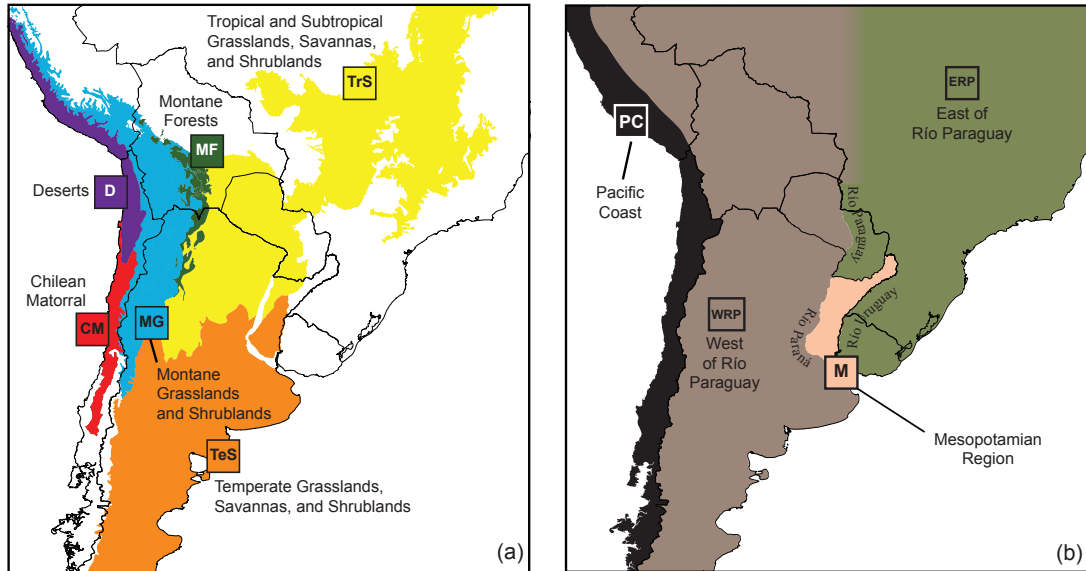 Tropical and Subtropical
Grasslands, Savannas,
and Shrublands
TrS
Montane
Forests
MF
Deserts
D
Chilean
Matorral
CM
MG
Montane
Grasslands
and Shrublands
TeS
Temperate Grasslands,
Savannas, and Shrublands
(a)
ERP
East of
Río Paraguay
PC
Pacific
Coast
Río Paraguay
WRP
West
of Río
Paraguay
Río Paraná
Río Uruguay
M
Mesopotamian
Region
(b)